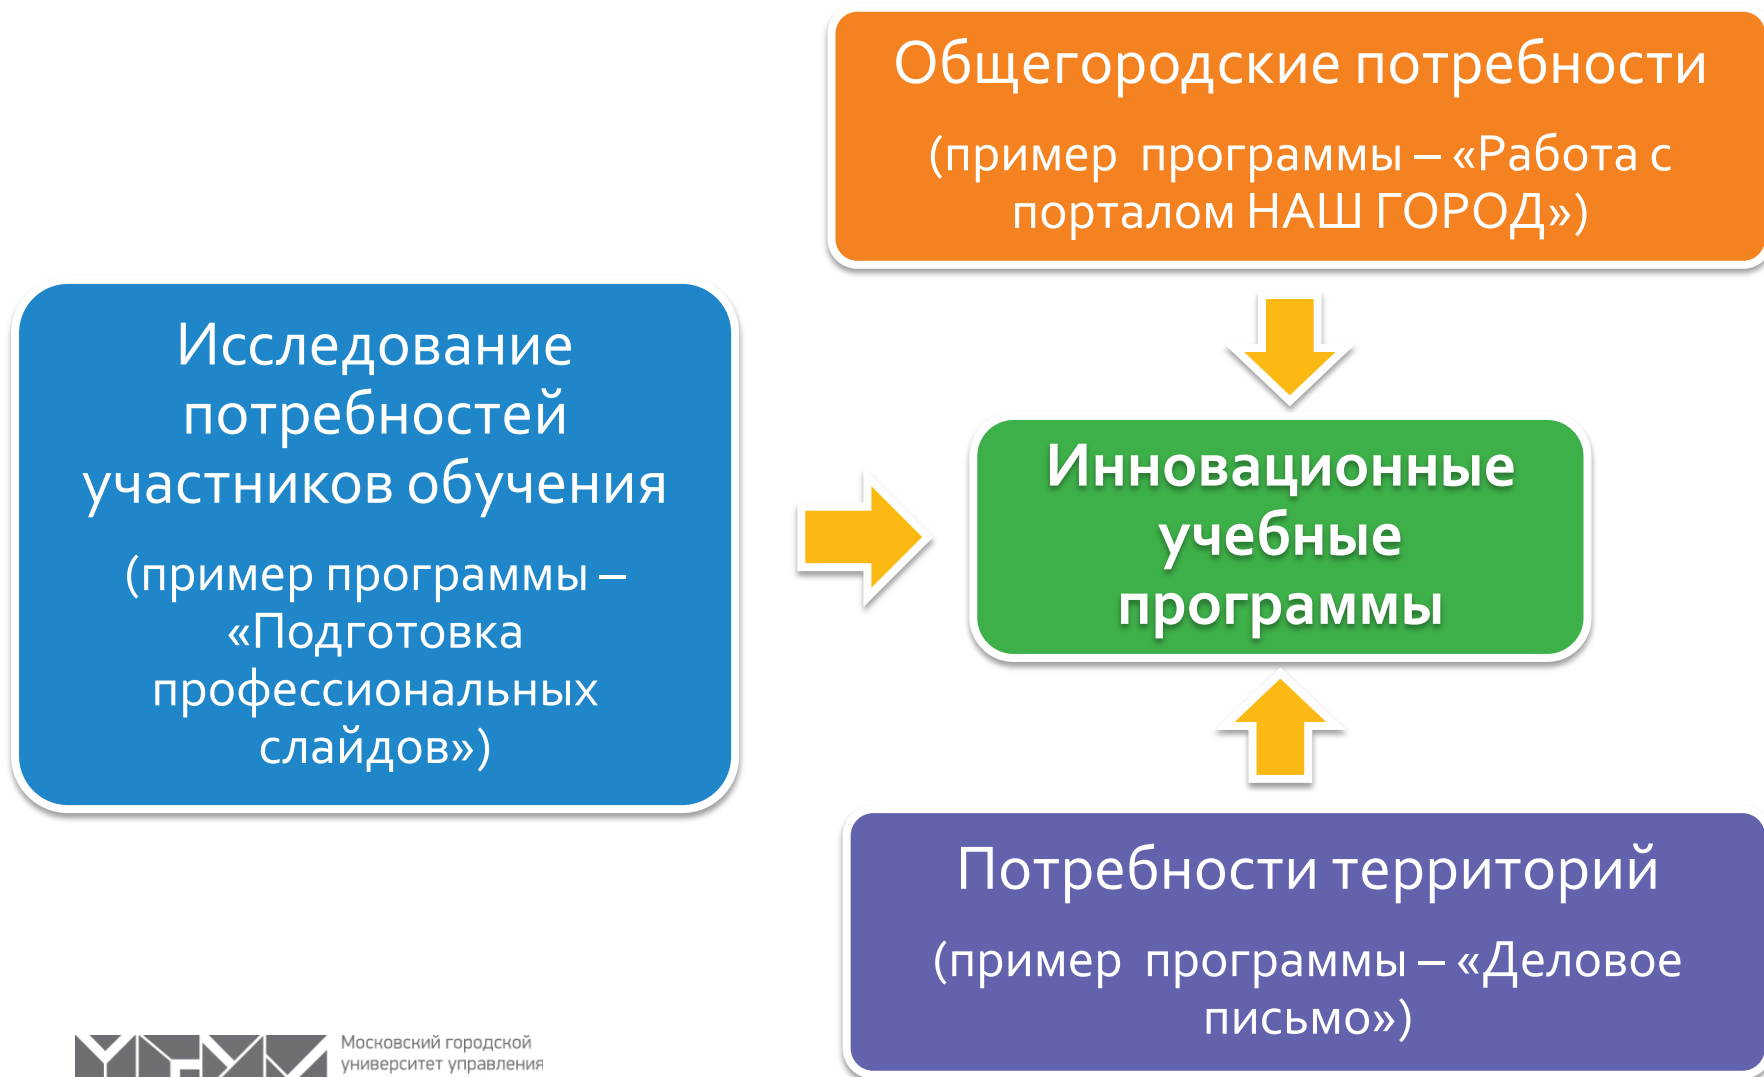 Общегородские потребности
(пример программы – «Работа с
порталом НАШ ГОРОД»)
Исследование
потребностей
участников обучения
(пример программы –
«Подготовка
профессиональных
слайдов»)
Инновационные
учебные
программы
Потребности территорий
(пример программы – «Деловое
письмо»)
Московский городской
университет управления